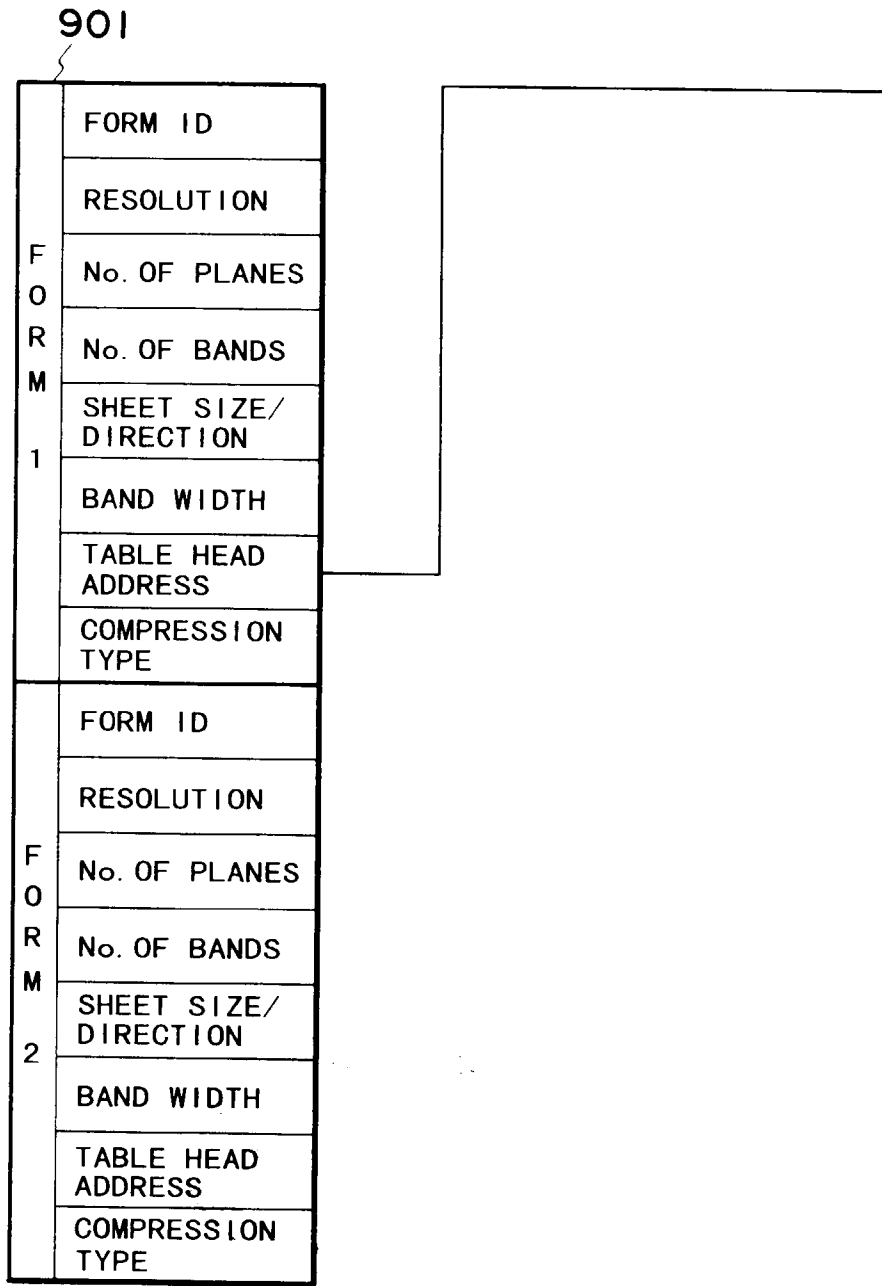 901
FORM 1
FORM ID
RESOLUTION
No. OF PLANES
No. OF BANDS
SHEET SIZE/
DIRECTION
BAND WIDTH
TABLE HEAD
ADDRESS
COMPRESSION
TYPE
FORM 2
FORM ID
RESOLUTION
No. OF PLANES
No. OF BANDS
SHEET SIZE/
DIRECTION
BAND WIDTH
TABLE HEAD
ADDRESS
COMPRESSION
TYPE